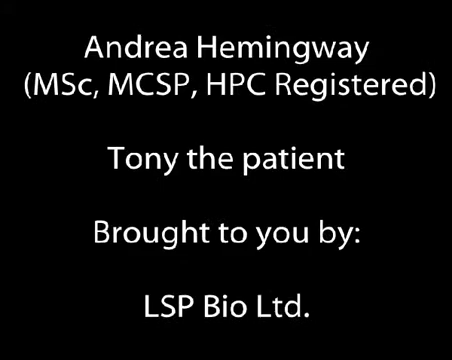 Andrea Hemingway
(MSc, MCSP, HPC Registered)
Tony the patient
Brought to you by:
LSP Bio Ltd.